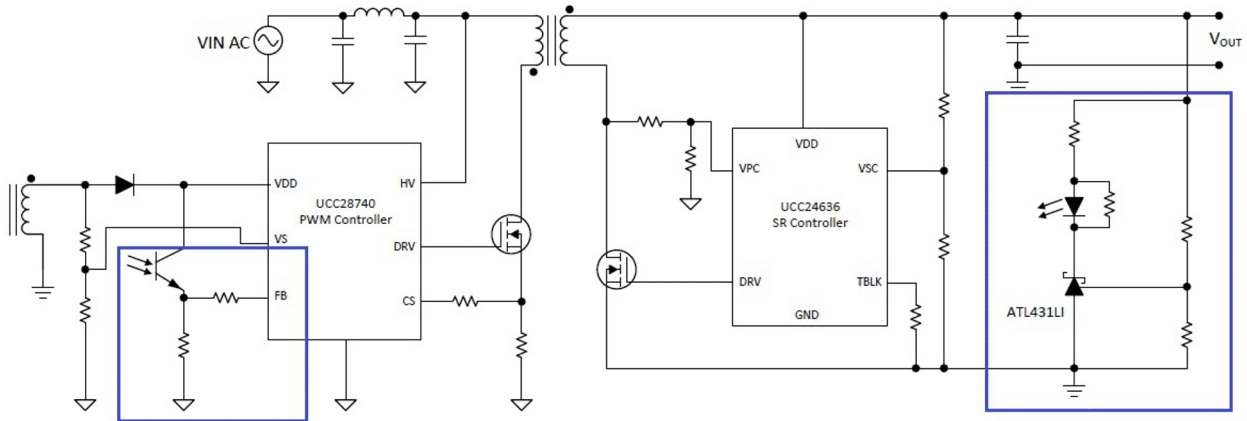 VIN AC
VOUT
VDD
HV
UCC28740
PWM Controller
VS
DRV
FB
CS
VDD
VPC
VSC
UCC24636
SR Controller
DRV
TBLK
GND
ATL431LI